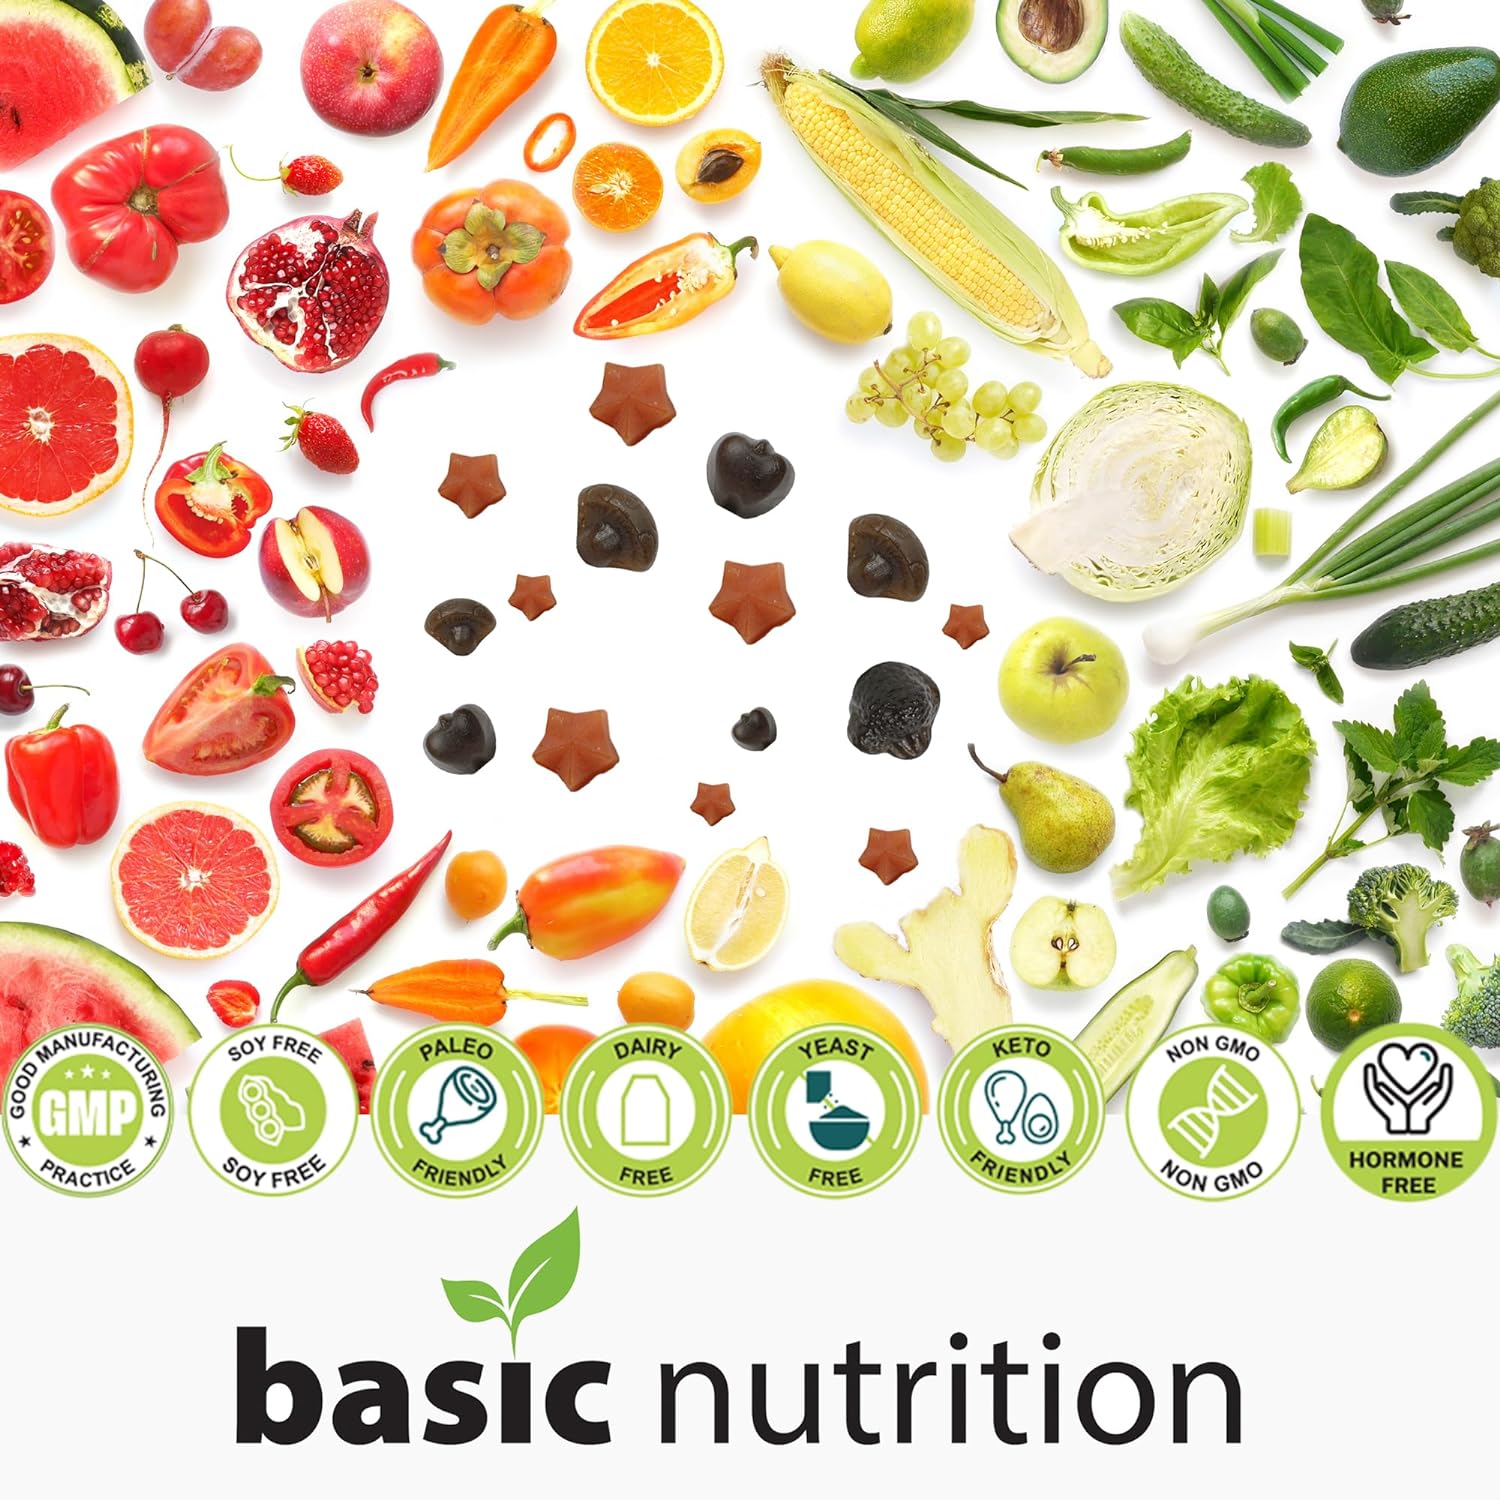 GOOD MANUFACTURING
GMP
PRACTICE
SOY FREE
SOY FREE
PALEO
FRIENDLY
DAIRY
FREE
YEAST
FREE
KETO
FRIENDLY
NON GMO
NON GMO
HORMONE
FREE
basic nutrition